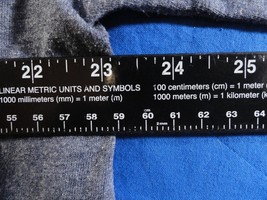 22 23 24 25
LINEAR METRIC UNITS AND SYMBOLS 100 centimeters (cm) = 1 meter
1000 millimeters (mm) = 1 meter (m) 1000 meters (m) = 1 kilometer (k
55 56 57 58 59 60 61 62 63 64